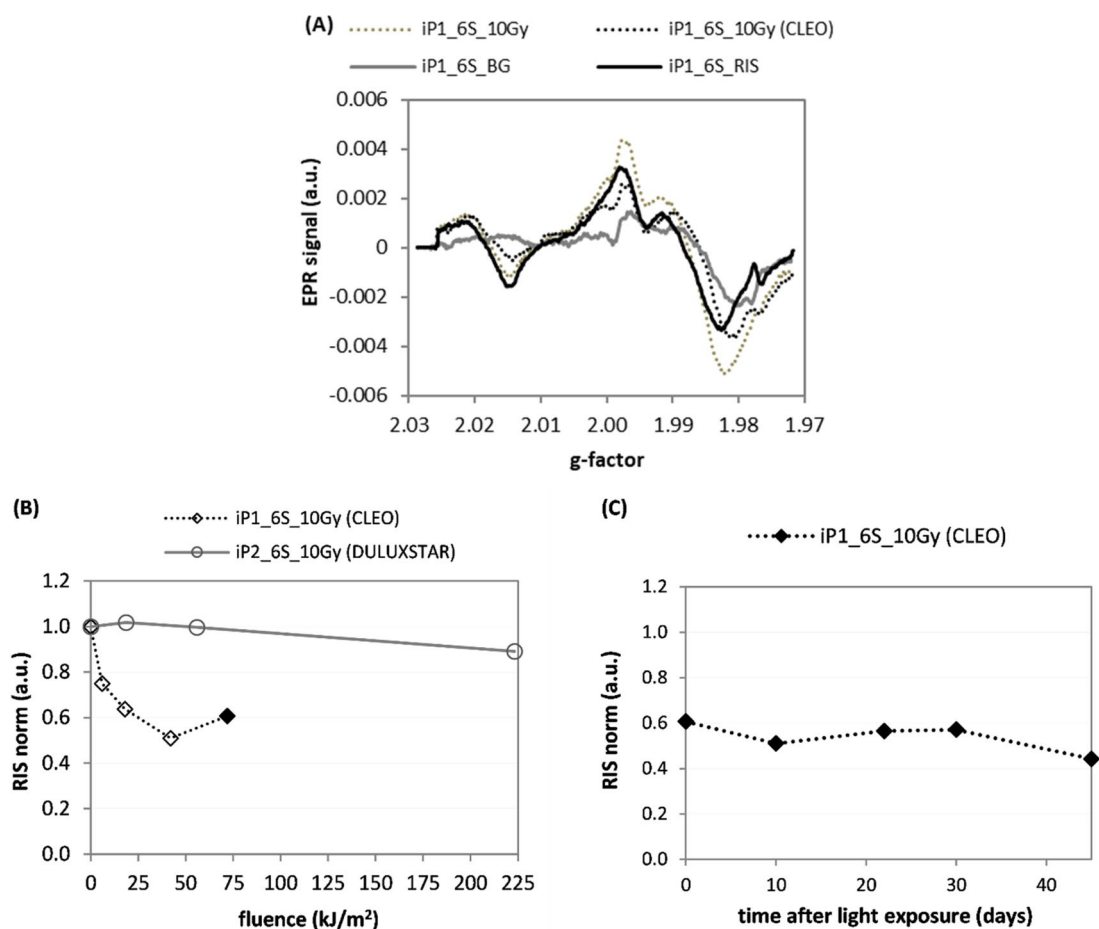 (A)
iP1_6S_10Gy
iP1_6S_10Gy (CLEO)
iP1_6S_BG
iP1_6S_RIS
EPR signal (a.u.)
0.006
0.004
0.002
0
-0.002
-0.004
-0.006
2.03 2.02 2.01 2.00 1.99 1.98 1.97
g-factor
(B)
iP1_6S_10Gy (CLEO)
iP2_6S_10Gy (DULUXSTAR)
RIS norm (a.u.)
1.2
1.0
0.8
0.6
0.4
0.2
0.0
0 25 50 75 100 125 150 175 200 225
fluence (kJ/m²)
(C)
iP1_6S_10Gy (CLEO)
RIS norm (a.u.)
1.2
1.0
0.8
0.6
0.4
0.2
0.0
0 10 20 30 40
time after light exposure (days)